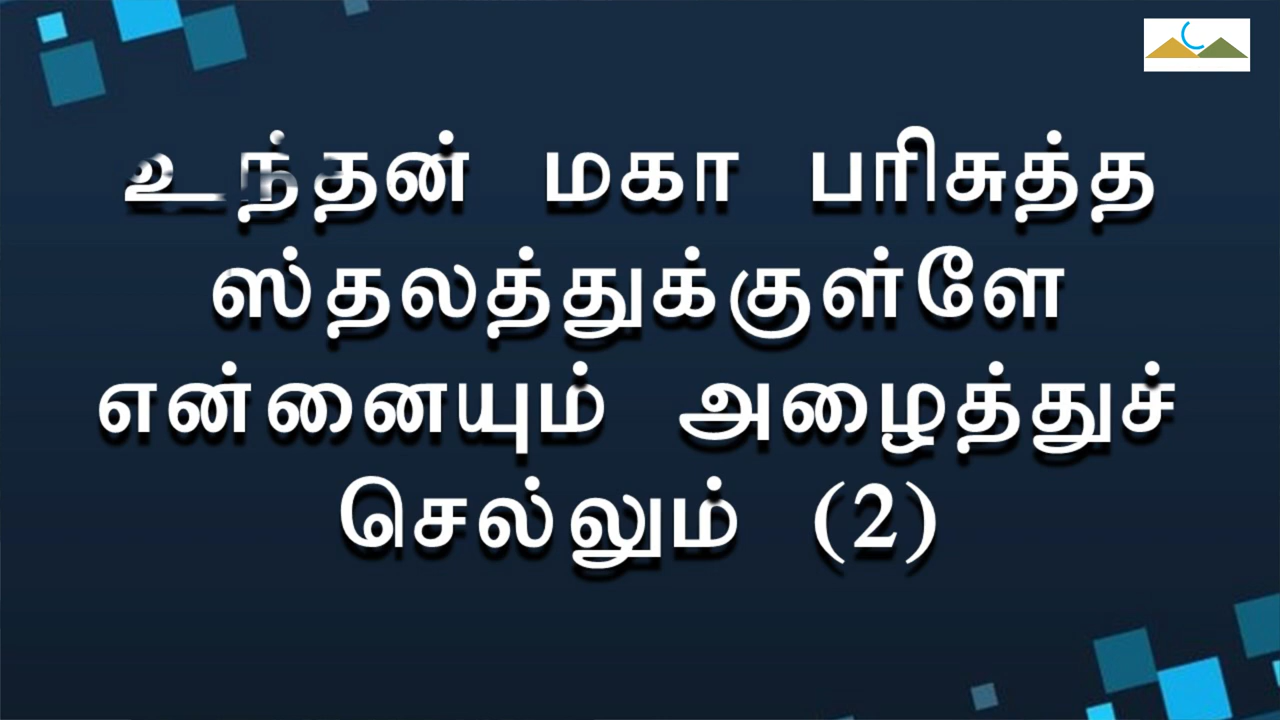 உந்தன் மகா பரிசுத்த
ஸ்தலத்துக்குள்ளே
என்னையும் அழைத்துச்
செல்லும் (2)